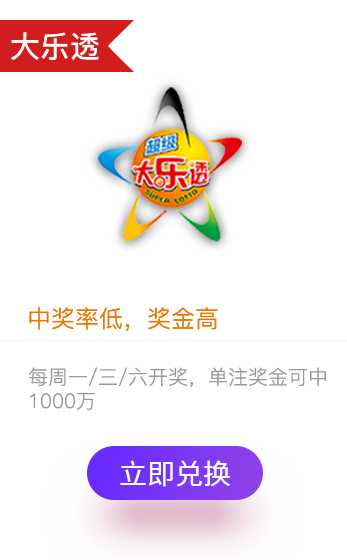 大乐透
超级
大乐透
SUPER LOTTO
中奖率低，奖金高
每周一/三/六开奖，单注奖金可中
1000万
立即兑换